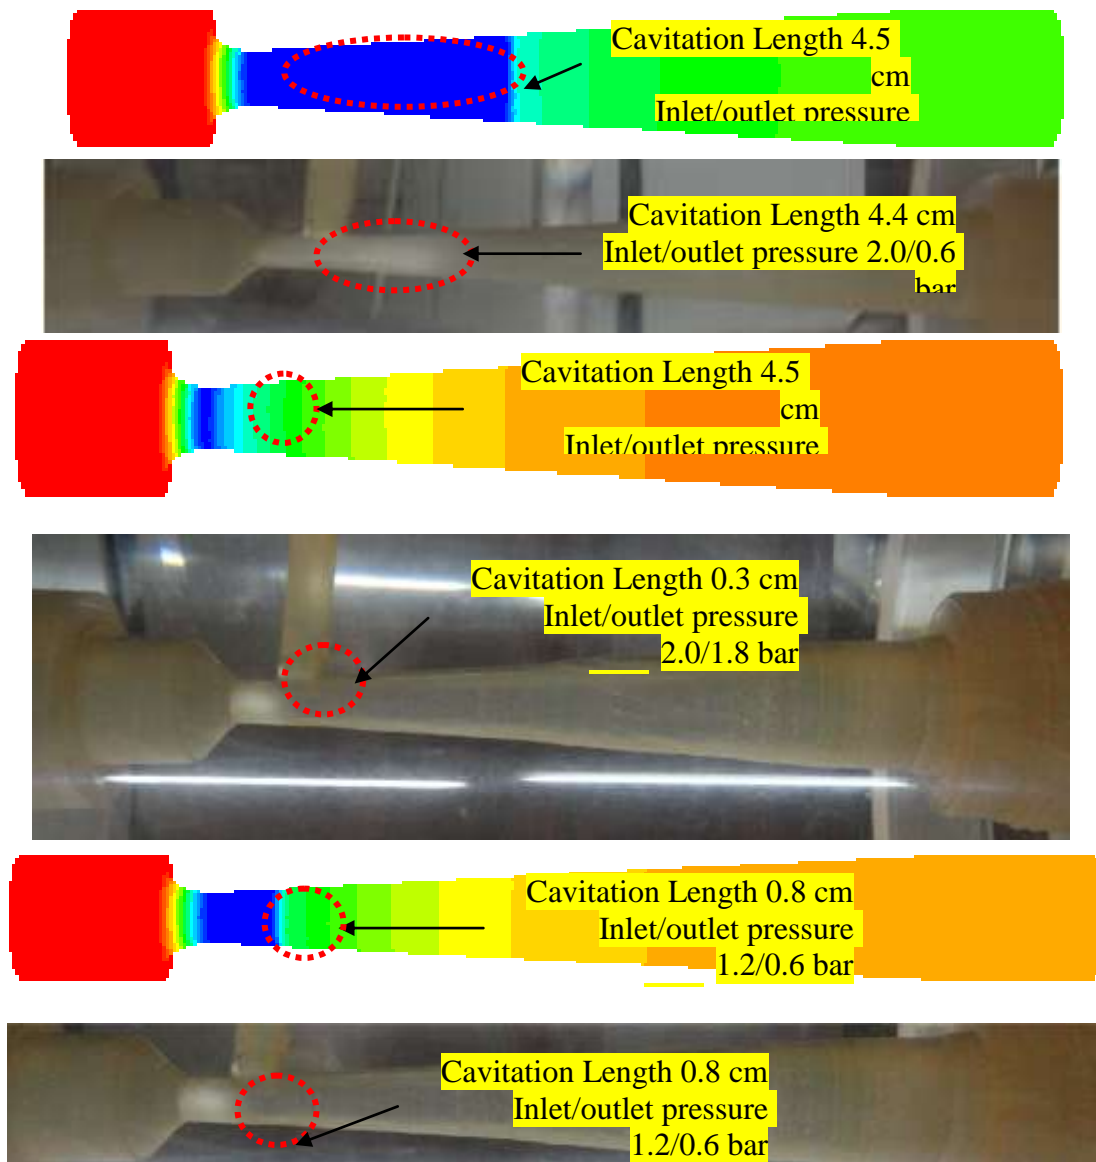 Cavitation Length 4.5
cm
Inlet/outlet pressure
Cavitation Length 4.4 cm
Inlet/outlet pressure 2.0/0.6
bar
Cavitation Length 4.5
cm
Inlet/outlet pressure
Cavitation Length 0.3 cm
Inlet/outlet pressure
2.0/1.8 bar
Cavitation Length 0.8 cm
Inlet/outlet pressure
1.2/0.6 bar
Cavitation Length 0.8 cm
Inlet/outlet pressure
1.2/0.6 bar